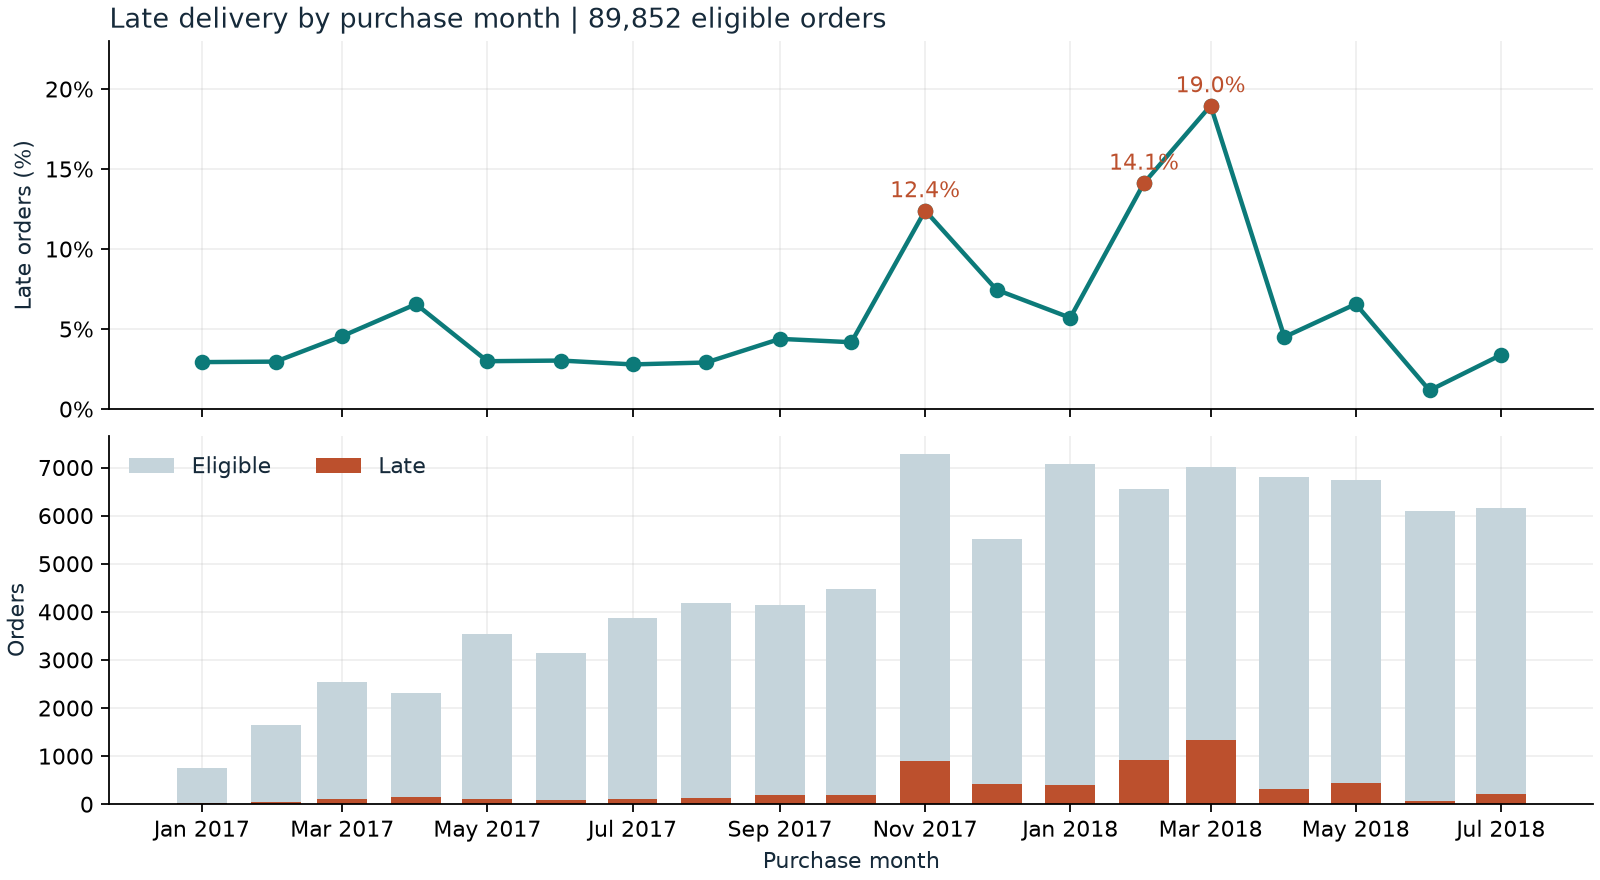 Late delivery by purchase month | 89,852 eligible orders
Late orders (%)
20%
15%
10%
5%
0%
12.4%
14.1%
19.0%
Eligible
Late
Orders
7000
6000
5000
4000
3000
2000
1000
0
Jan 2017 Mar 2017 May 2017 Jul 2017 Sep 2017 Nov 2017 Jan 2018 Mar 2018 May 2018 Jul 2018
Purchase month